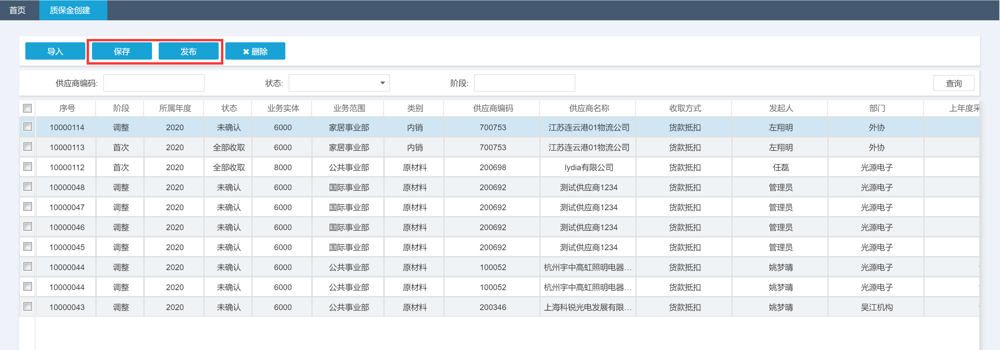 首页 质保金创建
导入 保存 发布 ✖ 删除
供应商编码: 状态: 阶段: 查询
序号 阶段 所属年度 状态 业务实体 业务范围 类别 供应商编码 供应商名称 收取方式 发起人 部门 上年度采
10000114 调整 2020 未确认 6000 家居事业部 内销 700753 江苏连云港01物流公司 货款抵扣 左翔明 外协
10000113 首次 2020 全部收取 6000 家居事业部 内销 700753 江苏连云港01物流公司 货款抵扣 左翔明 外协
10000112 首次 2020 全部收取 8000 公共事业部 原材料 200698 lydia有限公司 货款抵扣 任磊 光源电子
10000048 调整 2020 未确认 6000 国际事业部 原材料 200692 测试供应商1234 货款抵扣 管理员 光源电子
10000047 调整 2020 未确认 6000 国际事业部 原材料 200692 测试供应商1234 货款抵扣 管理员 光源电子
10000046 调整 2020 未确认 6000 国际事业部 原材料 200692 测试供应商1234 货款抵扣 管理员 光源电子
10000045 调整 2020 未确认 6000 国际事业部 原材料 200692 测试供应商1234 货款抵扣 管理员 光源电子
10000044 调整 2020 未确认 6000 公共事业部 原材料 100052 杭州宇中高虹照明电器… 货款抵扣 姚梦晴 光源电子
10000044 调整 2020 未确认 6000 公共事业部 原材料 100052 杭州宇中高虹照明电器… 货款抵扣 姚梦晴 光源电子
10000043 调整 2020 未确认 6000 公共事业部 原材料 200346 上海科锐光电发展有限… 货款抵扣 姚梦晴 吴江机构